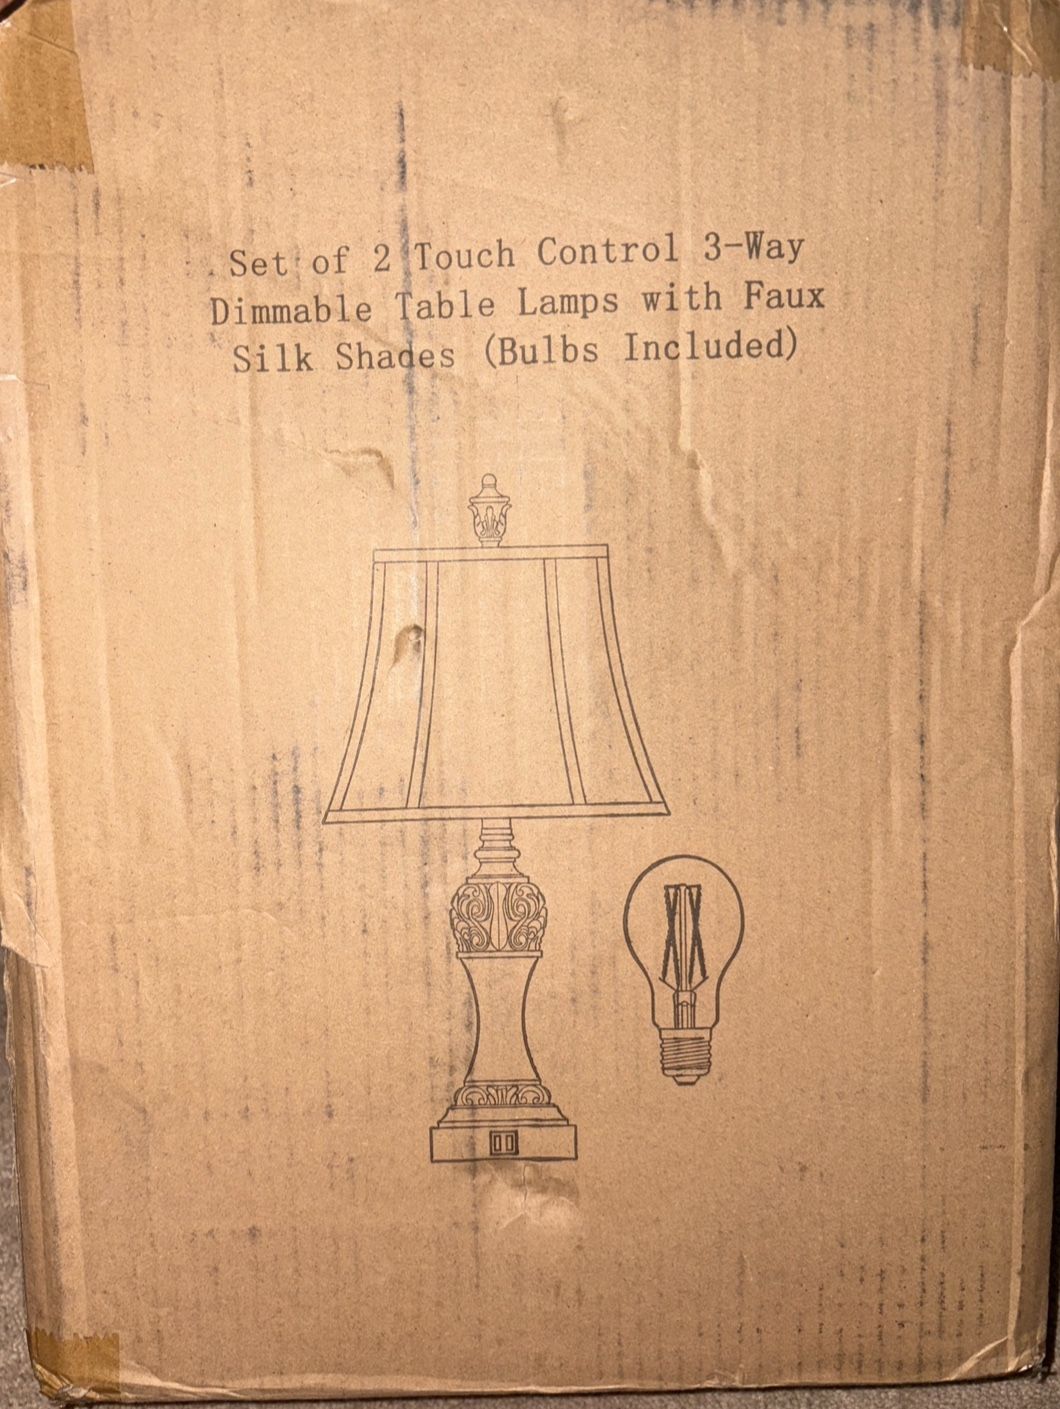 Set of 2 Touch Control 3-Way
Dimmable Table Lamps with Faux
Silk Shades (Bulbs Included)